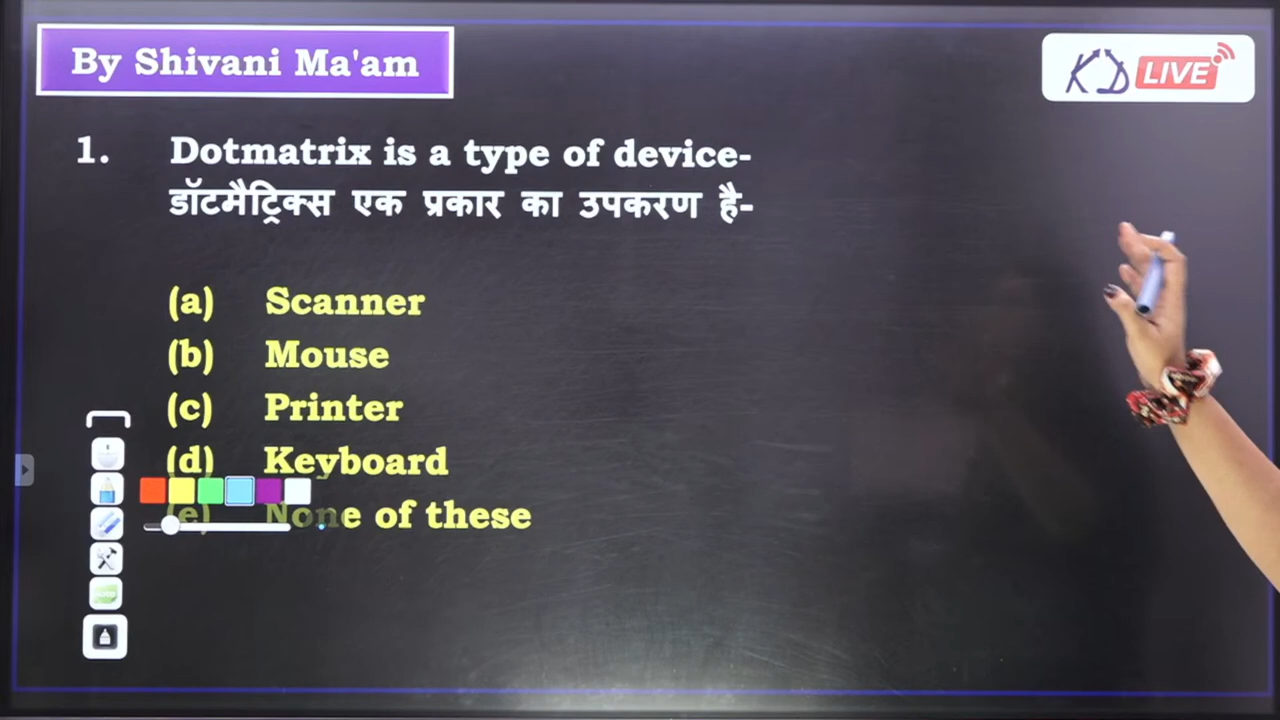 By Shivani Ma'am
KD LIVE
1. Dotmatrix is a type of device-
डॉटमैट्रिक्स एक प्रकार का उपकरण है-
(a) Scanner
(b) Mouse
(c) Printer
(d) Keyboard
(e) None of these